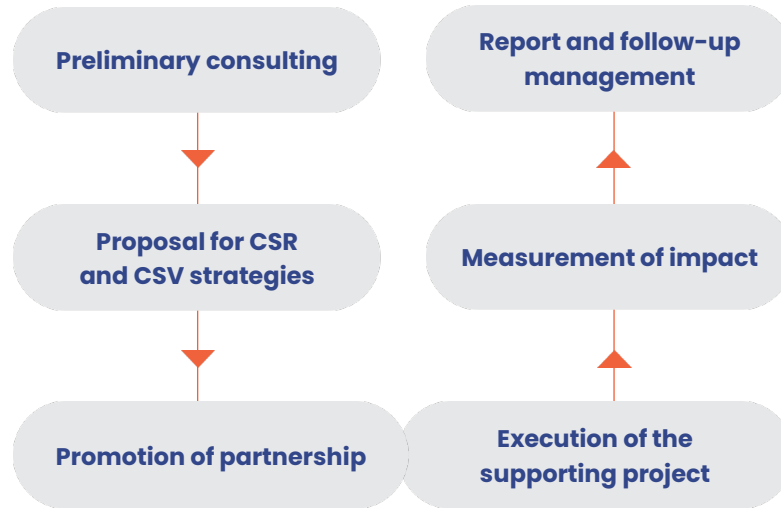 Preliminary consulting
Proposal for CSR
and CSV strategies
Promotion of partnership
Execution of the
supporting project
Measurement of impact
Report and follow-up
management